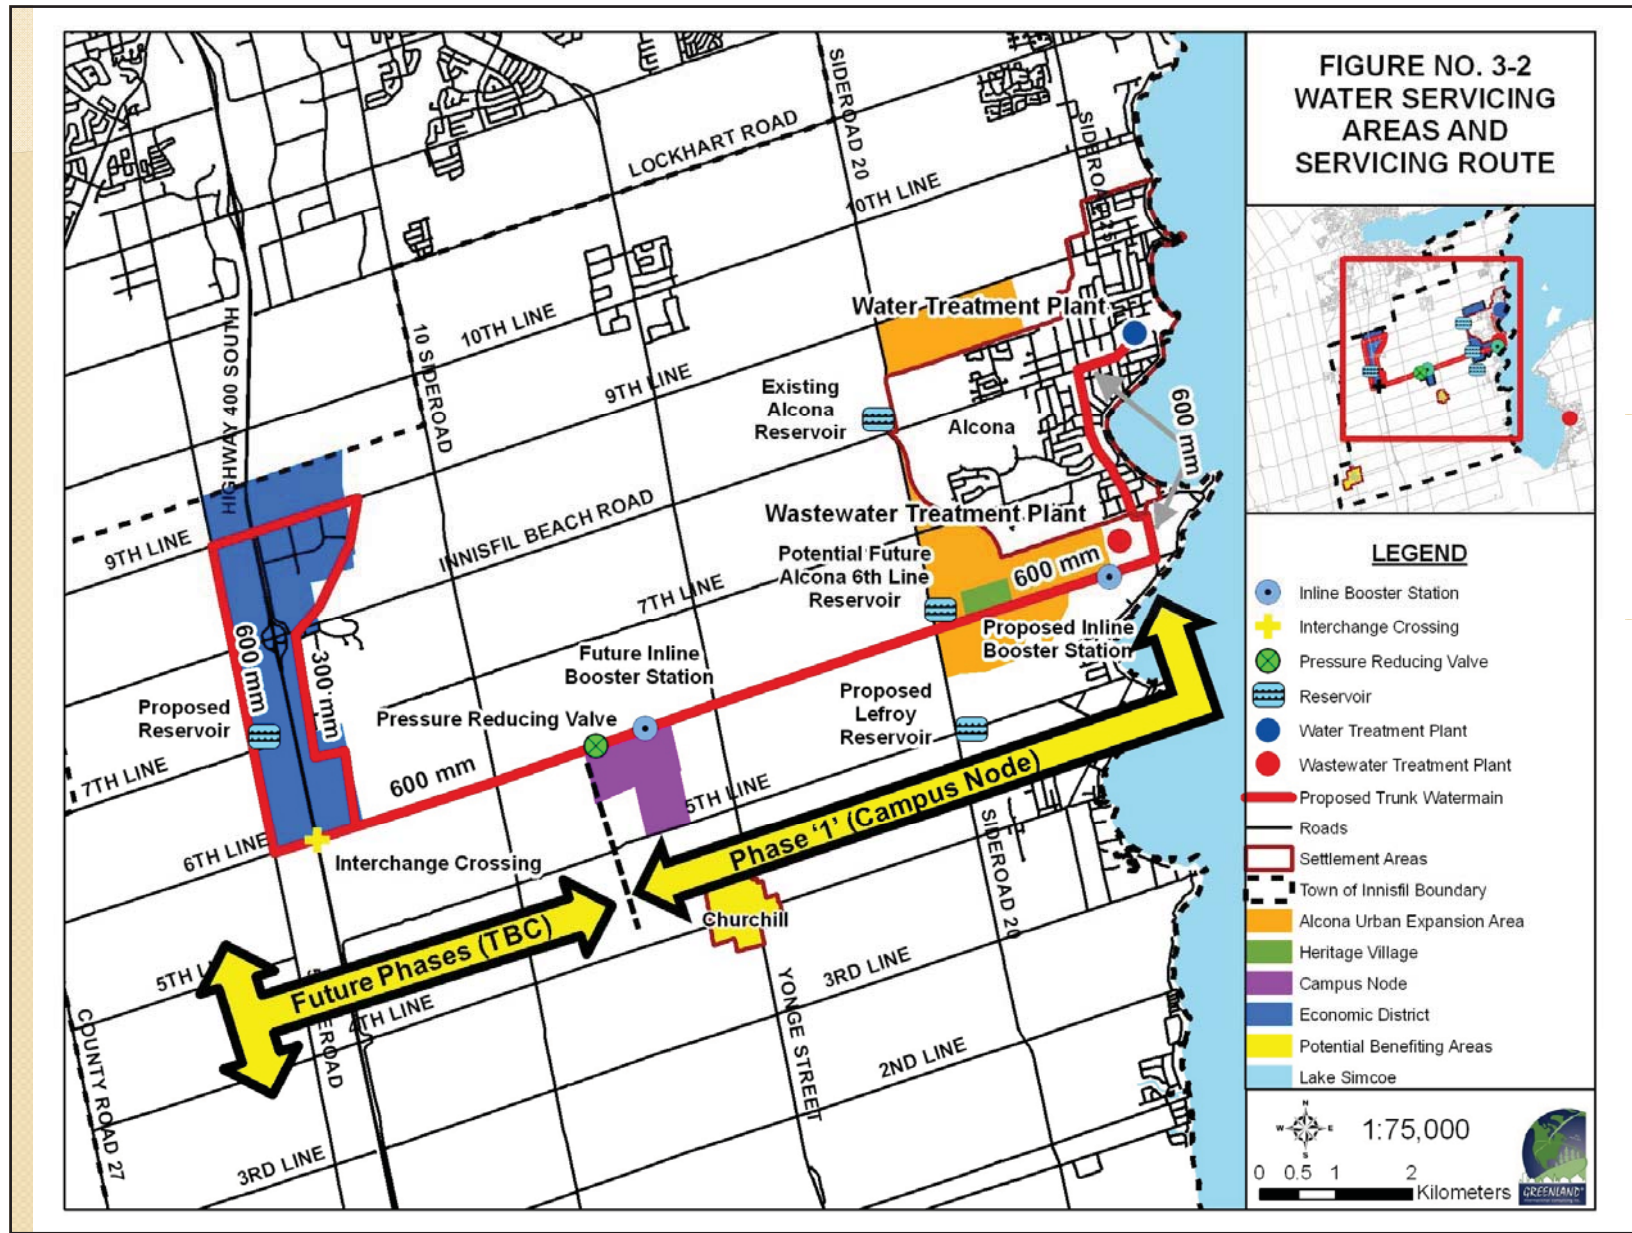 FIGURE NO. 3-2
WATER SERVICING
AREAS AND
SERVICING ROUTE
SIDEROAD 20
LOCKHART ROAD
10TH LINE
HIGHWAY 400 SOUTH
10 SIDEROAD
10TH LINE
9TH LINE
Water Treatment Plant
Existing
Alcona
Reservoir
Alcona
600 mm
9TH LINE
INNISFIL BEACH ROAD
Wastewater Treatment Plant
Potential Future
Alcona 6th Line
Reservoir
600 mm
7TH LINE
Proposed Inline
Booster Station
600 mm
300 mm
Future Inline
Booster Station
Proposed
Reservoir
Pressure Reducing Valve
Proposed
Lefroy
Reservoir
7TH LINE
600 mm
5TH LINE
Phase '1' (Campus Node)
6TH LINE
Interchange Crossing
SIDEROAD 20
Churchill
Future Phases (TBC)
4TH LINE
3RD LINE
COUNTY ROAD 27
YONGE STREET
2ND LINE
3RD LINE
LEGEND
Inline Booster Station
Interchange Crossing
Pressure Reducing Valve
Reservoir
Water Treatment Plant
Wastewater Treatment Plant
Proposed Trunk Watermain
Roads
Settlement Areas
Town of Innisfil Boundary
Alcona Urban Expansion Area
Heritage Village
Campus Node
Economic District
Potential Benefiting Areas
Lake Simcoe
N
W E
S
1:75,000
0 0.5 1 2
Kilometers
GREENLAND